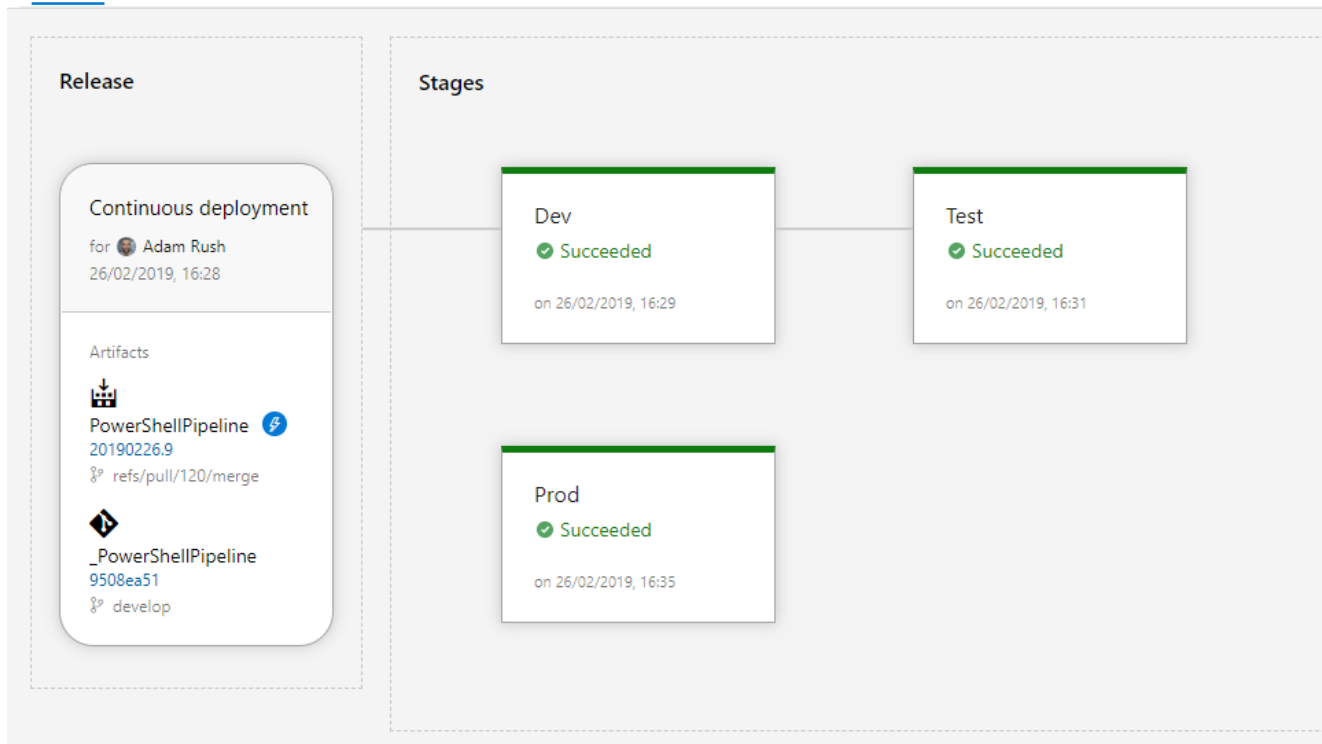 Release
Continuous deployment
for Adam Rush
26/02/2019, 16:28
Artifacts
PowerShellPipeline
20190226.9
refs/pull/120/merge
_PowerShellPipeline
9508ea51
develop
Stages
Dev
Succeeded
on 26/02/2019, 16:29
Test
Succeeded
on 26/02/2019, 16:31
Prod
Succeeded
on 26/02/2019, 16:35